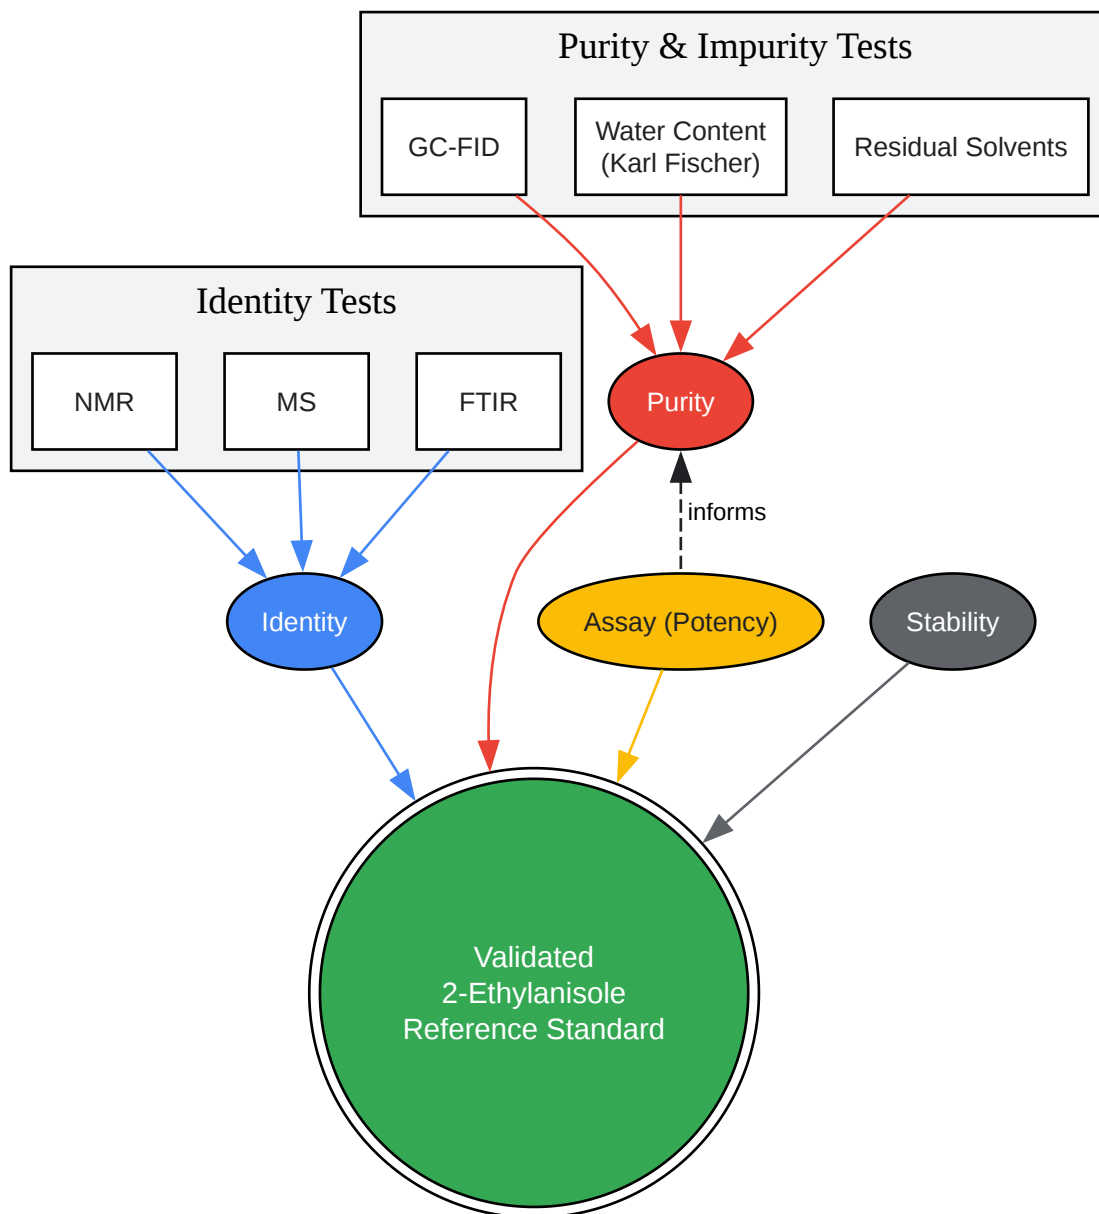 Purity & Impurity Tests
GC-FID
Water Content
(Karl Fischer)
Residual Solvents
Identity Tests
NMR
MS
FTIR
Purity
informs
Identity
Assay (Potency)
Stability
Validated
2-Ethylanisole
Reference Standard